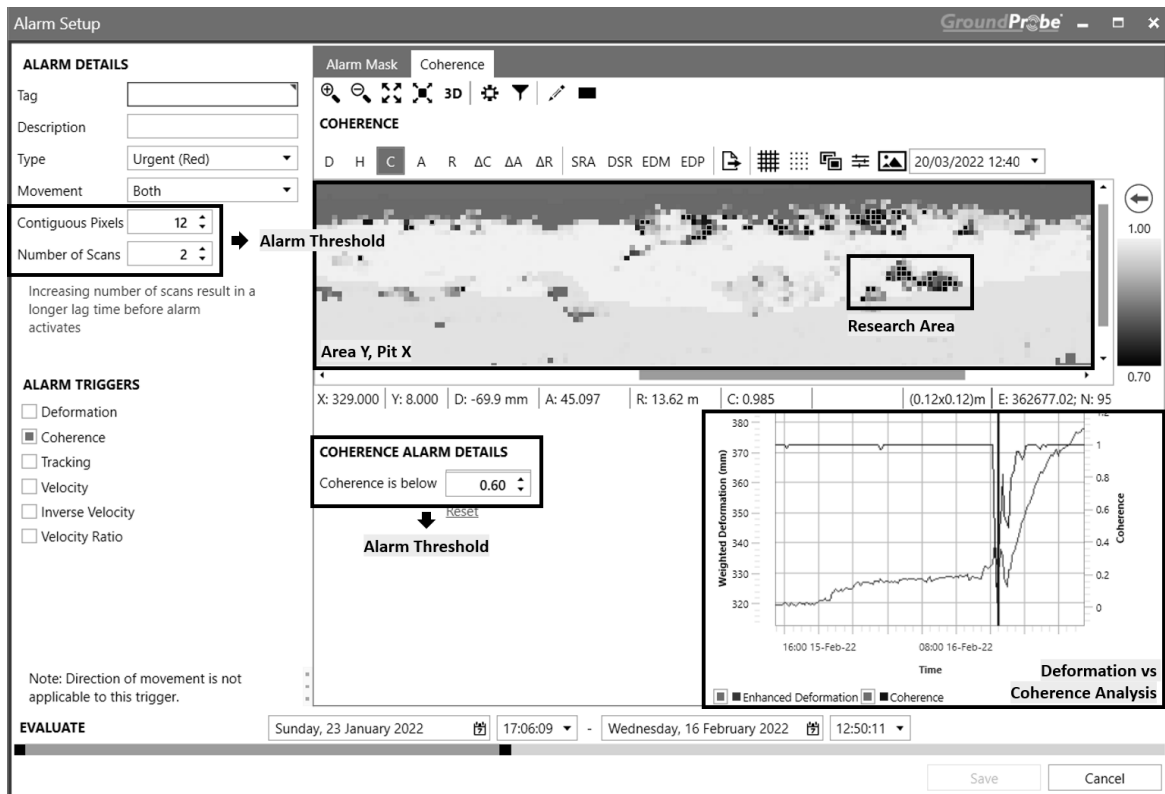 Alarm Setup
GroundProbe
ALARM DETAILS
Tag
Description
Type Urgent (Red)
Movement Both
Contiguous Pixels 12
Number of Scans 2
Alarm Threshold
Increasing number of scans result in a
longer lag time before alarm
activates
ALARM TRIGGERS
Deformation
Coherence
Tracking
Velocity
Inverse Velocity
Velocity Ratio
Note: Direction of movement is not
applicable to this trigger.
Alarm Mask Coherence
3D
COHERENCE
D H C A R ΔC ΔA ΔR SRA DSR EDM EDP 20/03/2022 12:40
Research Area
Area Y, Pit X
1.00
0.70
X: 329.000 Y: 8.000 D: -69.9 mm A: 45.097 R: 13.62 m C: 0.985 (0.12x0.12)m E: 362677.02; N: 95
COHERENCE ALARM DETAILS
Coherence is below 0.60
Reset
Alarm Threshold
Weighted Deformation (mm)
380
370
360
350
340
330
320
1.2
1
0.8
0.6
0.4
0.2
0
Coherence
16:00 15-Feb-22 08:00 16-Feb-22
Time
Enhanced Deformation Coherence
Deformation vs
Coherence Analysis
EVALUATE Sunday, 23 January 2022 17:06:09 - Wednesday, 16 February 2022 12:50:11
Save Cancel